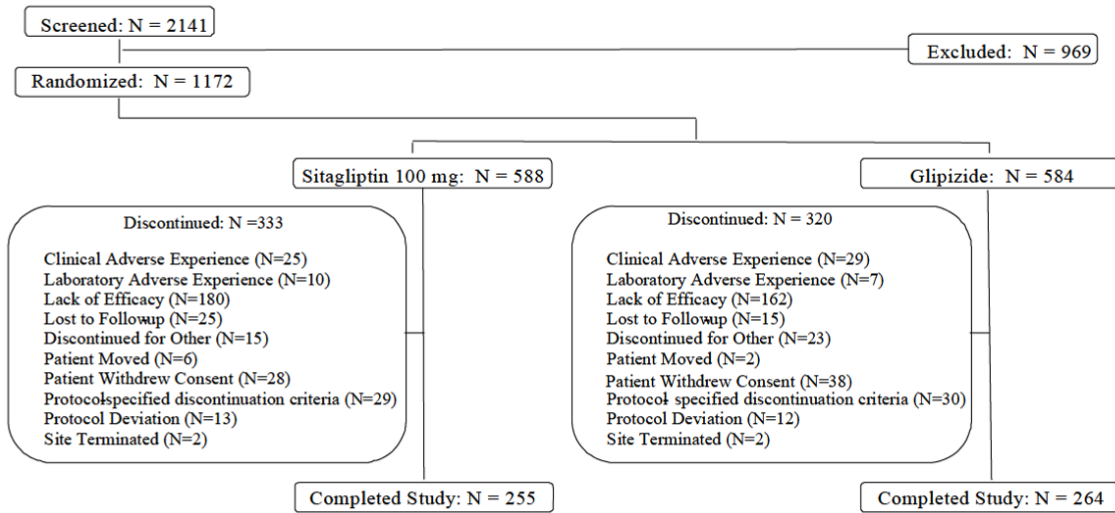 Screened: N = 2141
Excluded:  N = 969
Randomized:  N = 1172
Sitagliptin 100 mg:  N = 588
Glipizide:  N = 584
Discontinued: N =333
Clinical Adverse Experience (N=25)
Laboratory Adverse Experience (N=10)
Lack of Efficacy (N=180)
Lost to Followup (N=25)
Discontinued for Other (N=15)
Patient Moved (N=6)
Patient Withdrew Consent (N=28)
Protocol-specified discontinuation criteria (N=29)
Protocol Deviation (N=13)
Site Terminated (N=2)
Discontinued: N = 320
Clinical Adverse Experience (N=29)
Laboratory Adverse Experience (N=7)
Lack of Efficacy (N=162)
Lost to Followup (N=15)
Discontinued for Other (N=23)
Patient Moved (N=2)
Patient Withdrew Consent (N=38)
Protocol- specified discontinuation criteria (N=30)
Protocol Deviation (N=12)
Site Terminated (N=2)
Completed Study: N = 255
Completed Study: N = 264